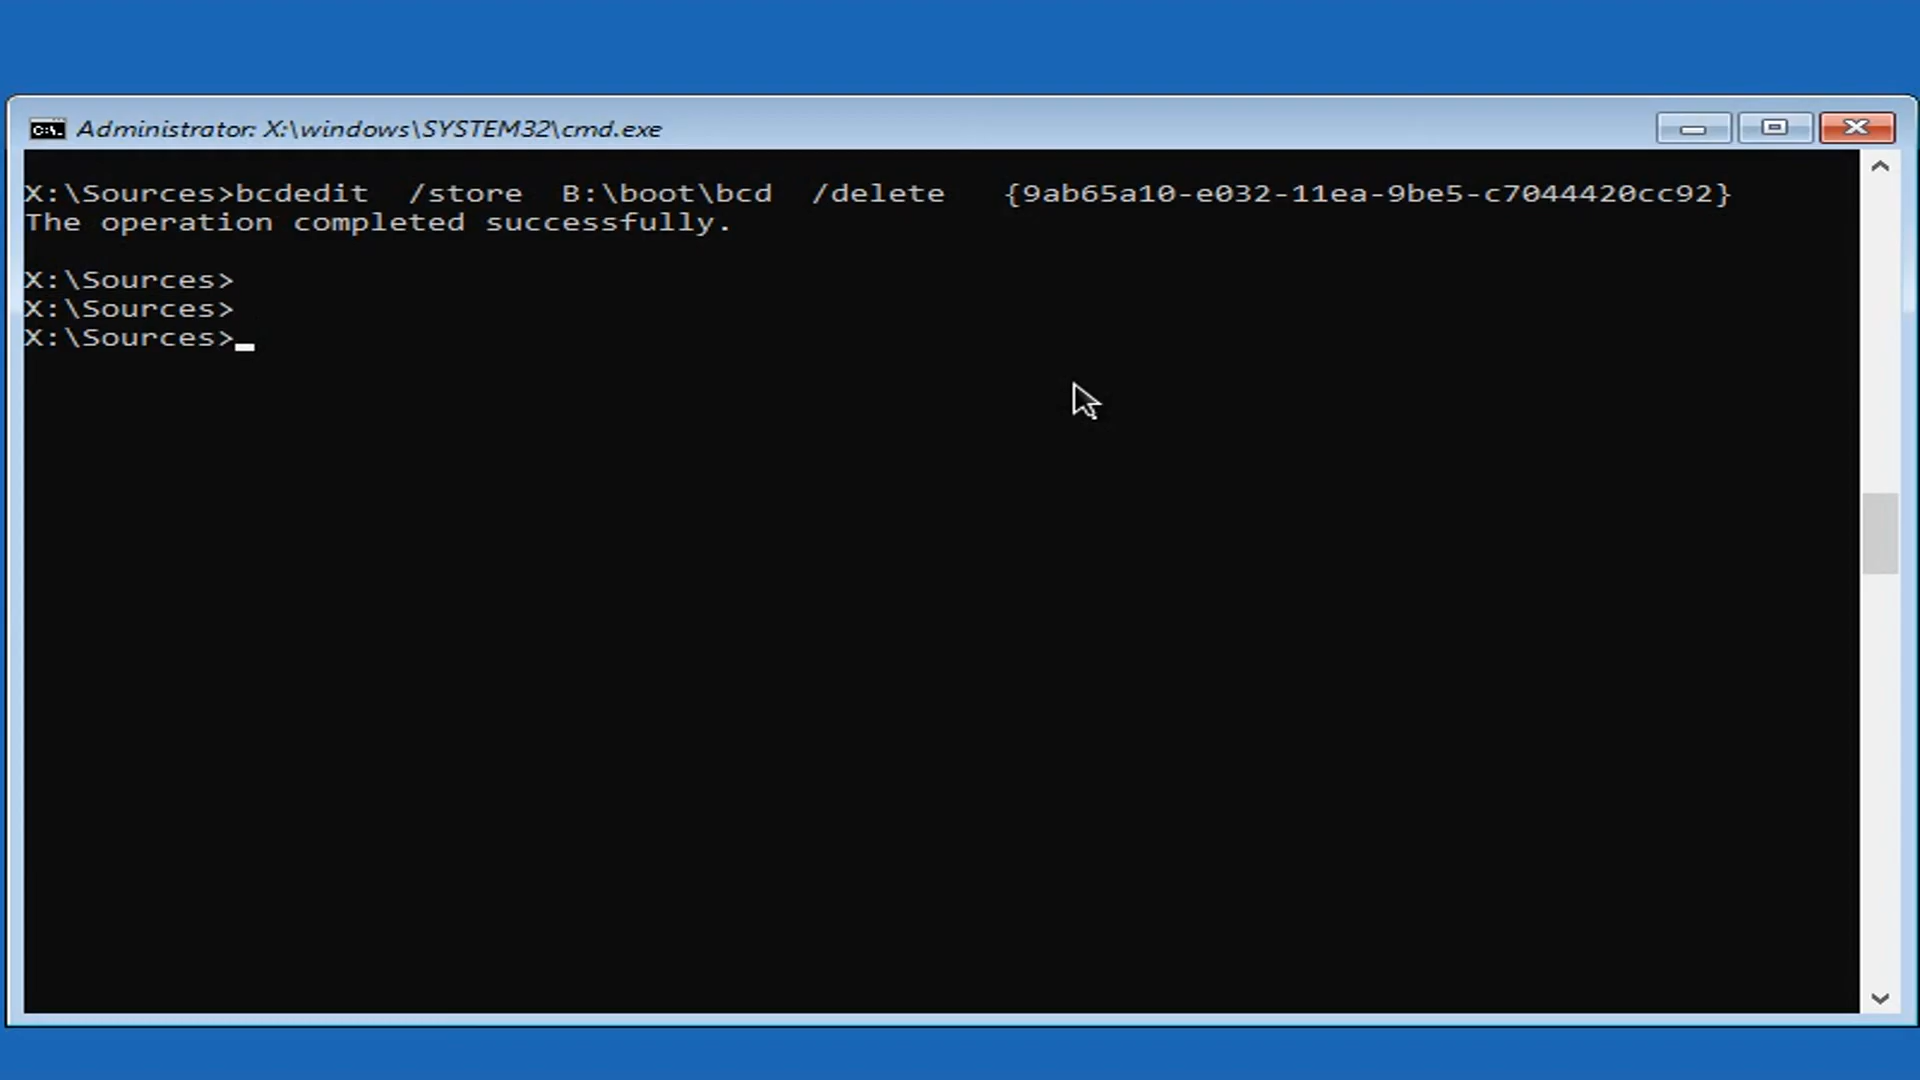 Administrator: X:\windows\SYSTEM32\cmd.exe
X:\Sources>bcdedit  /store  B:\boot\bcd  /delete   {9ab65a10-e032-11ea-9be5-c7044420cc92}
The operation completed successfully.
X:\Sources>
X:\Sources>
X:\Sources>